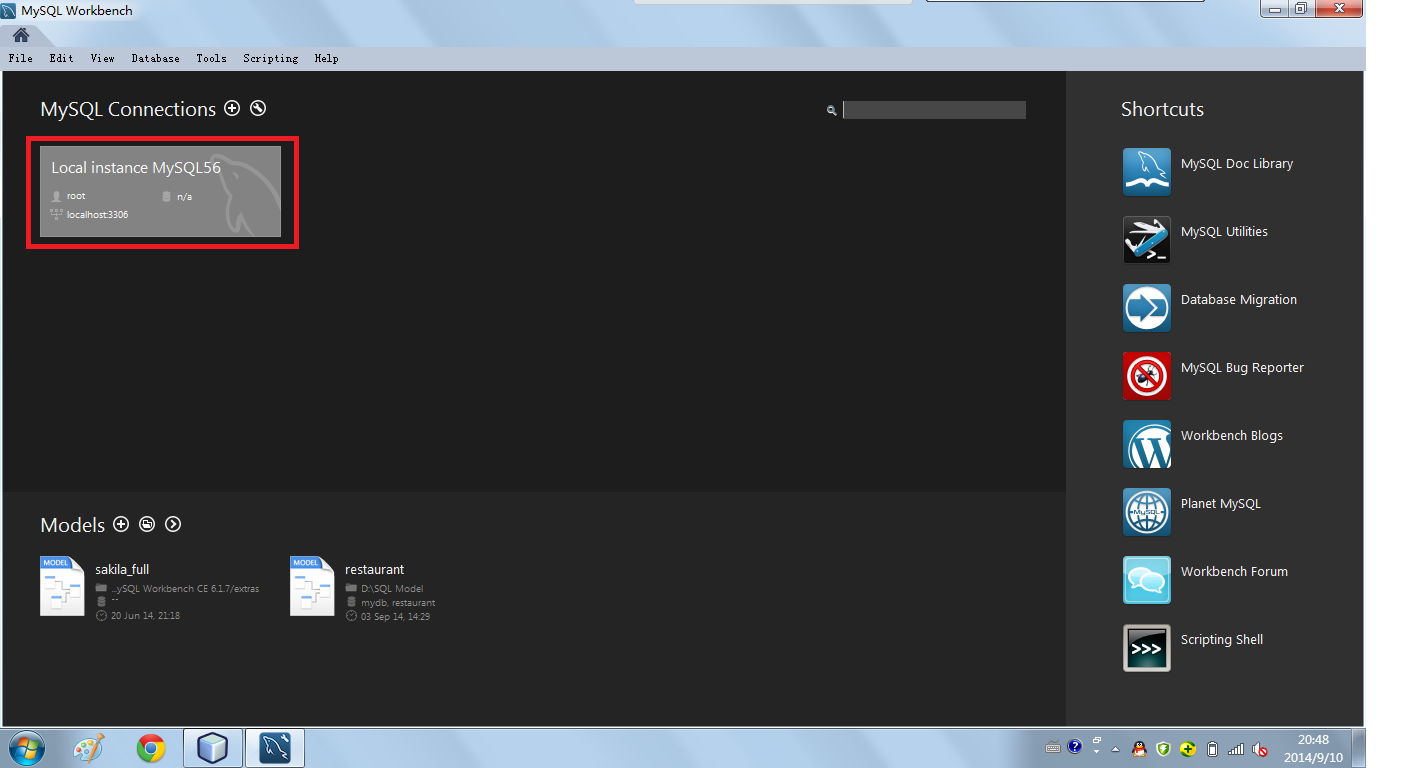 MySQL Workbench
File Edit View Database Tools Scripting Help
MySQL Connections
Local instance MySQL56
root
n/a
localhost:3306
Shortcuts
MySQL Doc Library
MySQL Utilities
Database Migration
MySQL Bug Reporter
Workbench Blogs
MySQL
Planet MySQL
Workbench Forum
>>>
Scripting Shell
Models
MODEL
sakila_full
...ySQL Workbench CE 6.1.7/extras
--
20 Jun 14, 21:18
MODEL
restaurant
D:\SQL Model
mydb, restaurant
03 Sep 14, 14:29
20:48
2014/9/10